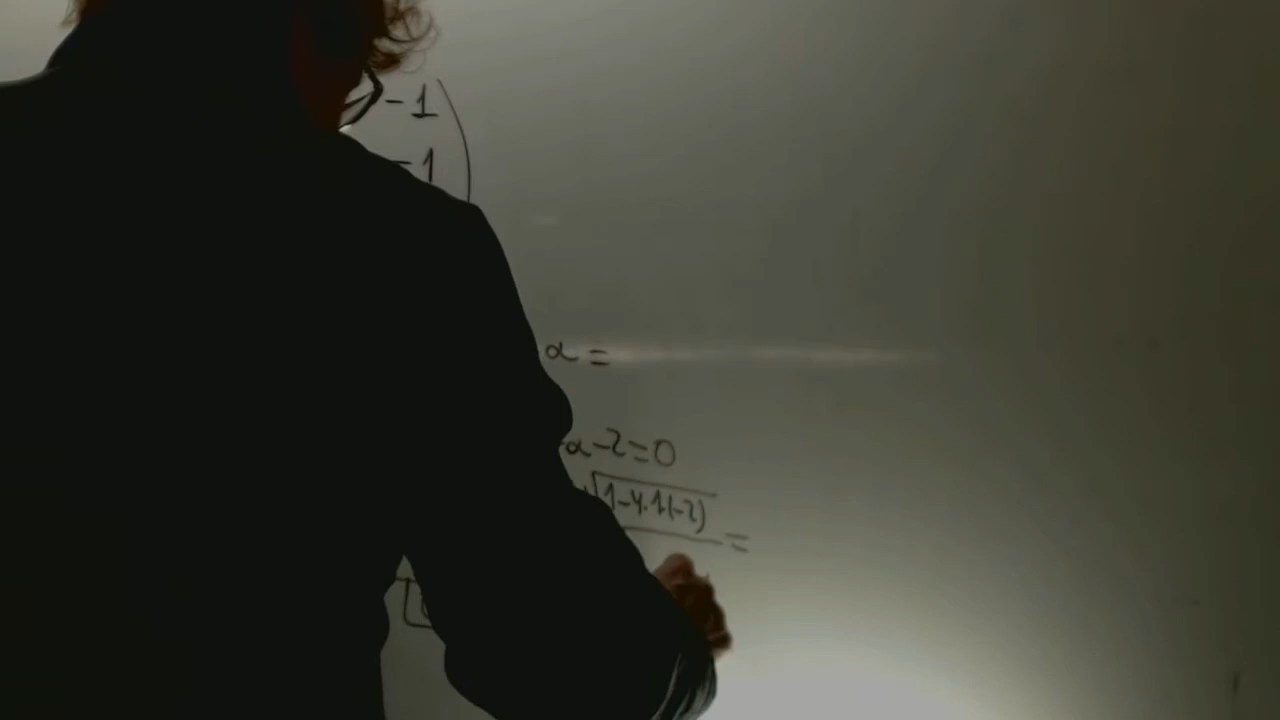 -1
-1
α =
α-2=0
√1-4·1(-2) =